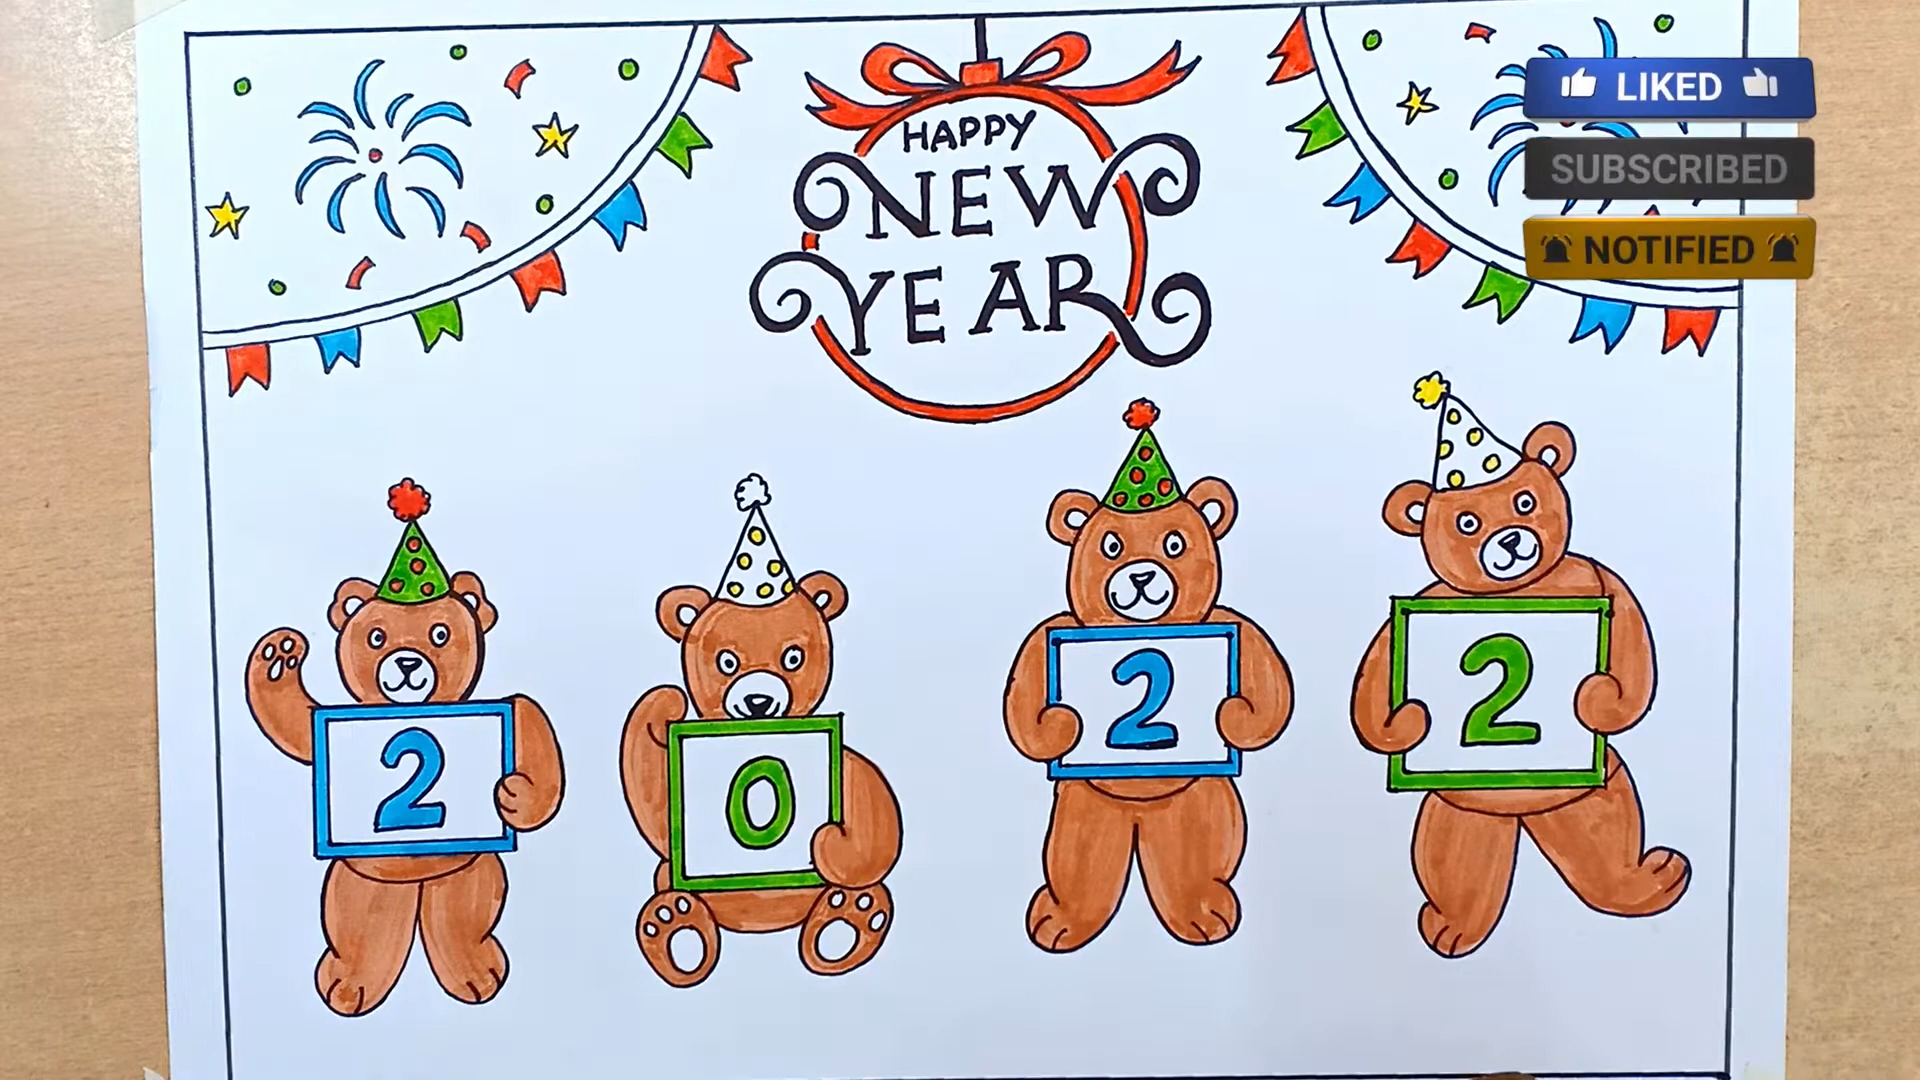 HAPPY
NEW
YEAR
LIKED
SUBSCRIBED
NOTIFIED
2 0 2 2